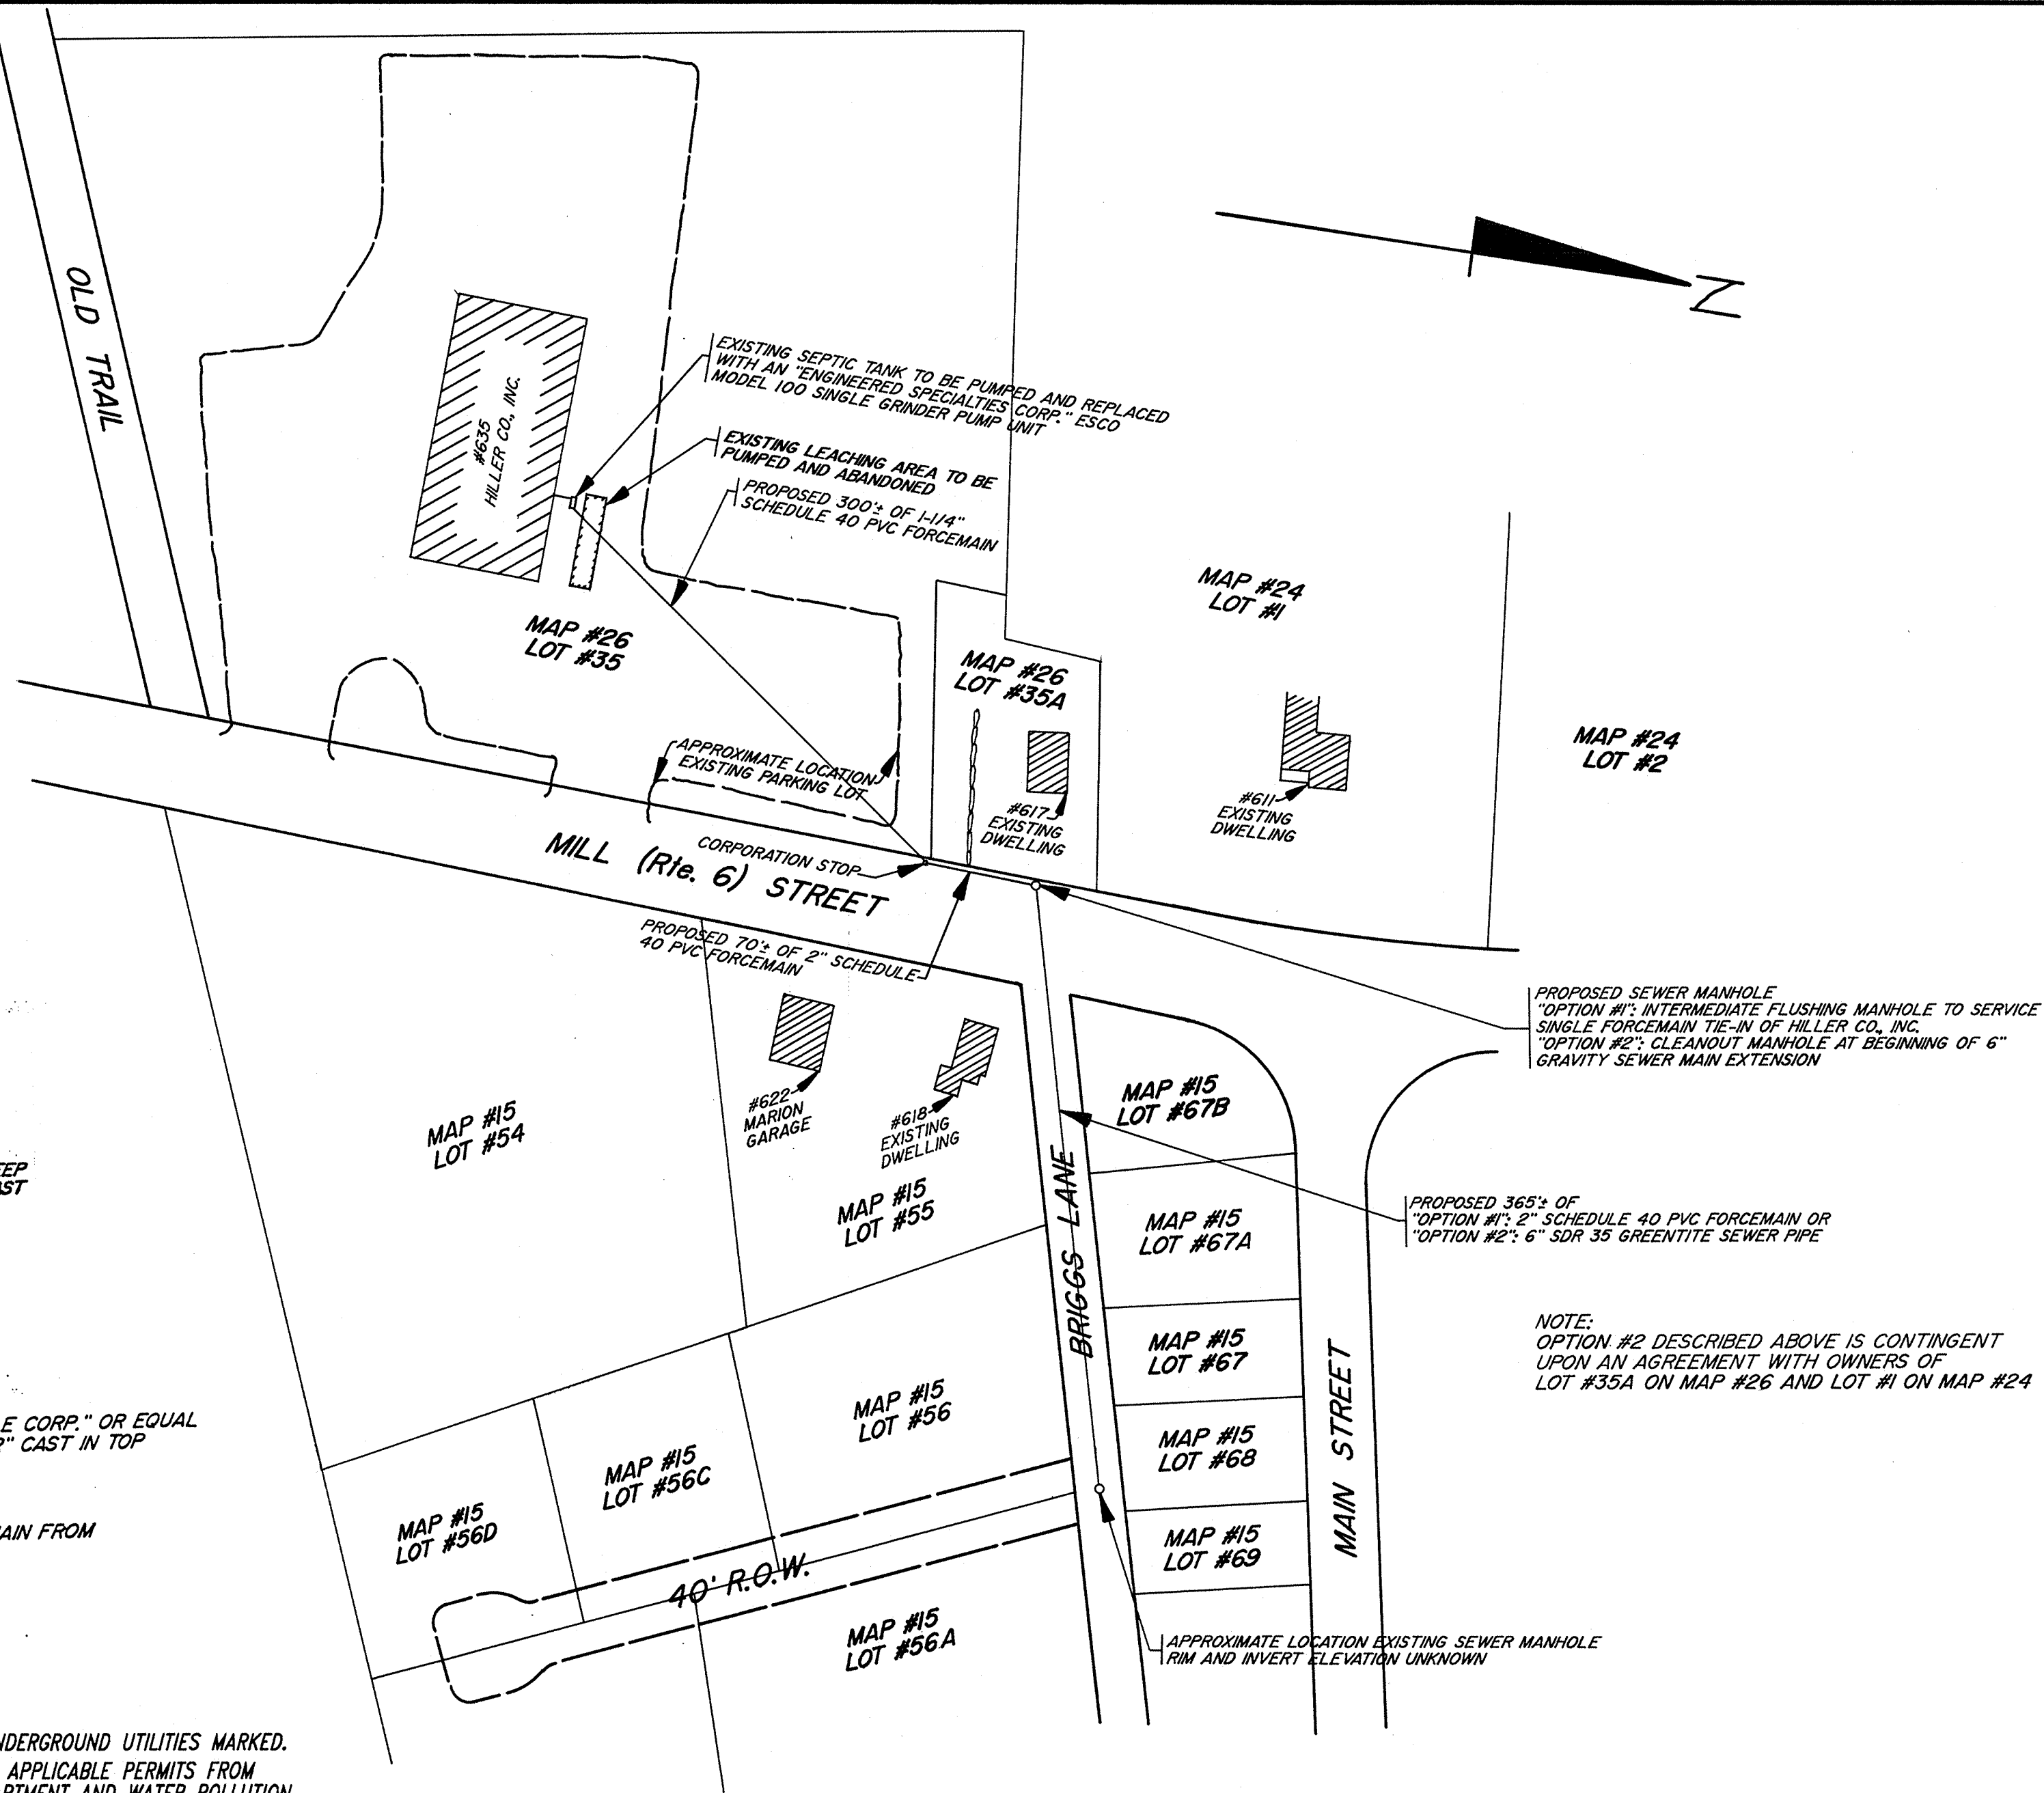 OLD TRAIL
N
EXISTING SEPTIC TANK TO BE PUMPED AND REPLACED
WITH AN "ENGINEERED SPECIALTIES CORP." ESCO
MODEL 100 SINGLE GRINDER PUMP UNIT
#635
HILLER CO., INC.
EXISTING LEACHING AREA TO BE
PUMPED AND ABANDONED
PROPOSED 300'± OF 1-1/4"
SCHEDULE 40 PVC FORCEMAIN
MAP #26
LOT #35
MAP #24
LOT #1
MAP #26
LOT #35A
MAP #24
LOT #2
APPROXIMATE LOCATION
EXISTING PARKING LOT
#617
EXISTING
DWELLING
#611
EXISTING
DWELLING
MILL (Rte. 6) STREET
CORPORATION STOP
PROPOSED 70'± OF 2" SCHEDULE
40 PVC FORCEMAIN
PROPOSED SEWER MANHOLE
"OPTION #1": INTERMEDIATE FLUSHING MANHOLE TO SERVICE
SINGLE FORCEMAIN TIE-IN OF HILLER CO., INC.
"OPTION #2": CLEANOUT MANHOLE AT BEGINNING OF 6"
GRAVITY SEWER MAIN EXTENSION
#622
MARION
GARAGE
#618
EXISTING
DWELLING
MAP #15
LOT #54
MAP #15
LOT #55
MAP #15
LOT #67B
BRIGGS LANE
MAP #15
LOT #67A
PROPOSED 365'± OF
"OPTION #1": 2" SCHEDULE 40 PVC FORCEMAIN OR
"OPTION #2": 6" SDR 35 GREENTITE SEWER PIPE
MAP #15
LOT #67
NOTE:
OPTION #2 DESCRIBED ABOVE IS CONTINGENT
UPON AN AGREEMENT WITH OWNERS OF
LOT #35A ON MAP #26 AND LOT #1 ON MAP #24
MAIN STREET
MAP #15
LOT #56
MAP #15
LOT #68
MAP #15
LOT #56C
MAP #15
LOT #56D
MAP #15
LOT #69
40' R.O.W.
MAP #15
LOT #56A
APPROXIMATE LOCATION EXISTING SEWER MANHOLE
RIM AND INVERT ELEVATION UNKNOWN
E CORP." OR EQUAL
CAST IN TOP
FROM
UNDERGROUND UTILITIES MARKED.
APPLICABLE PERMITS FROM
AND WATER POLLUTION